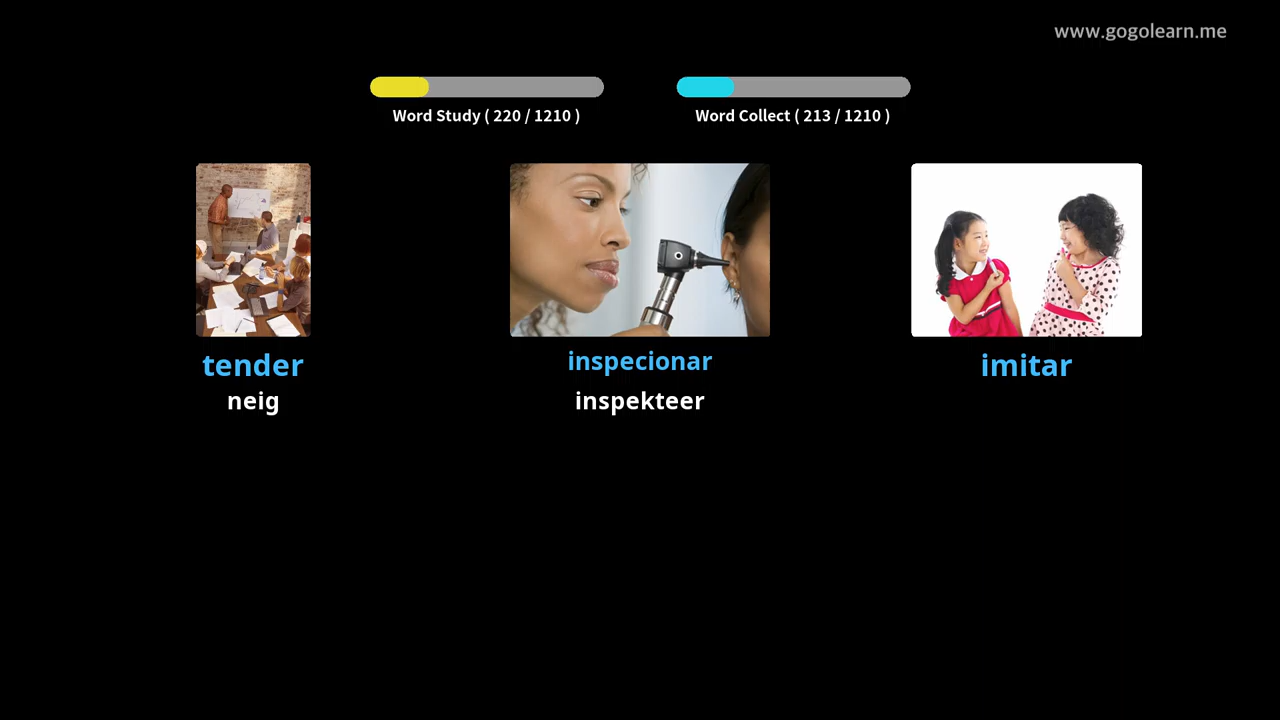 www.gogolearn.me
Word Study ( 220 / 1210 )
Word Collect ( 213 / 1210 )
tender
neig
inspecionar
inspekteer
imitar